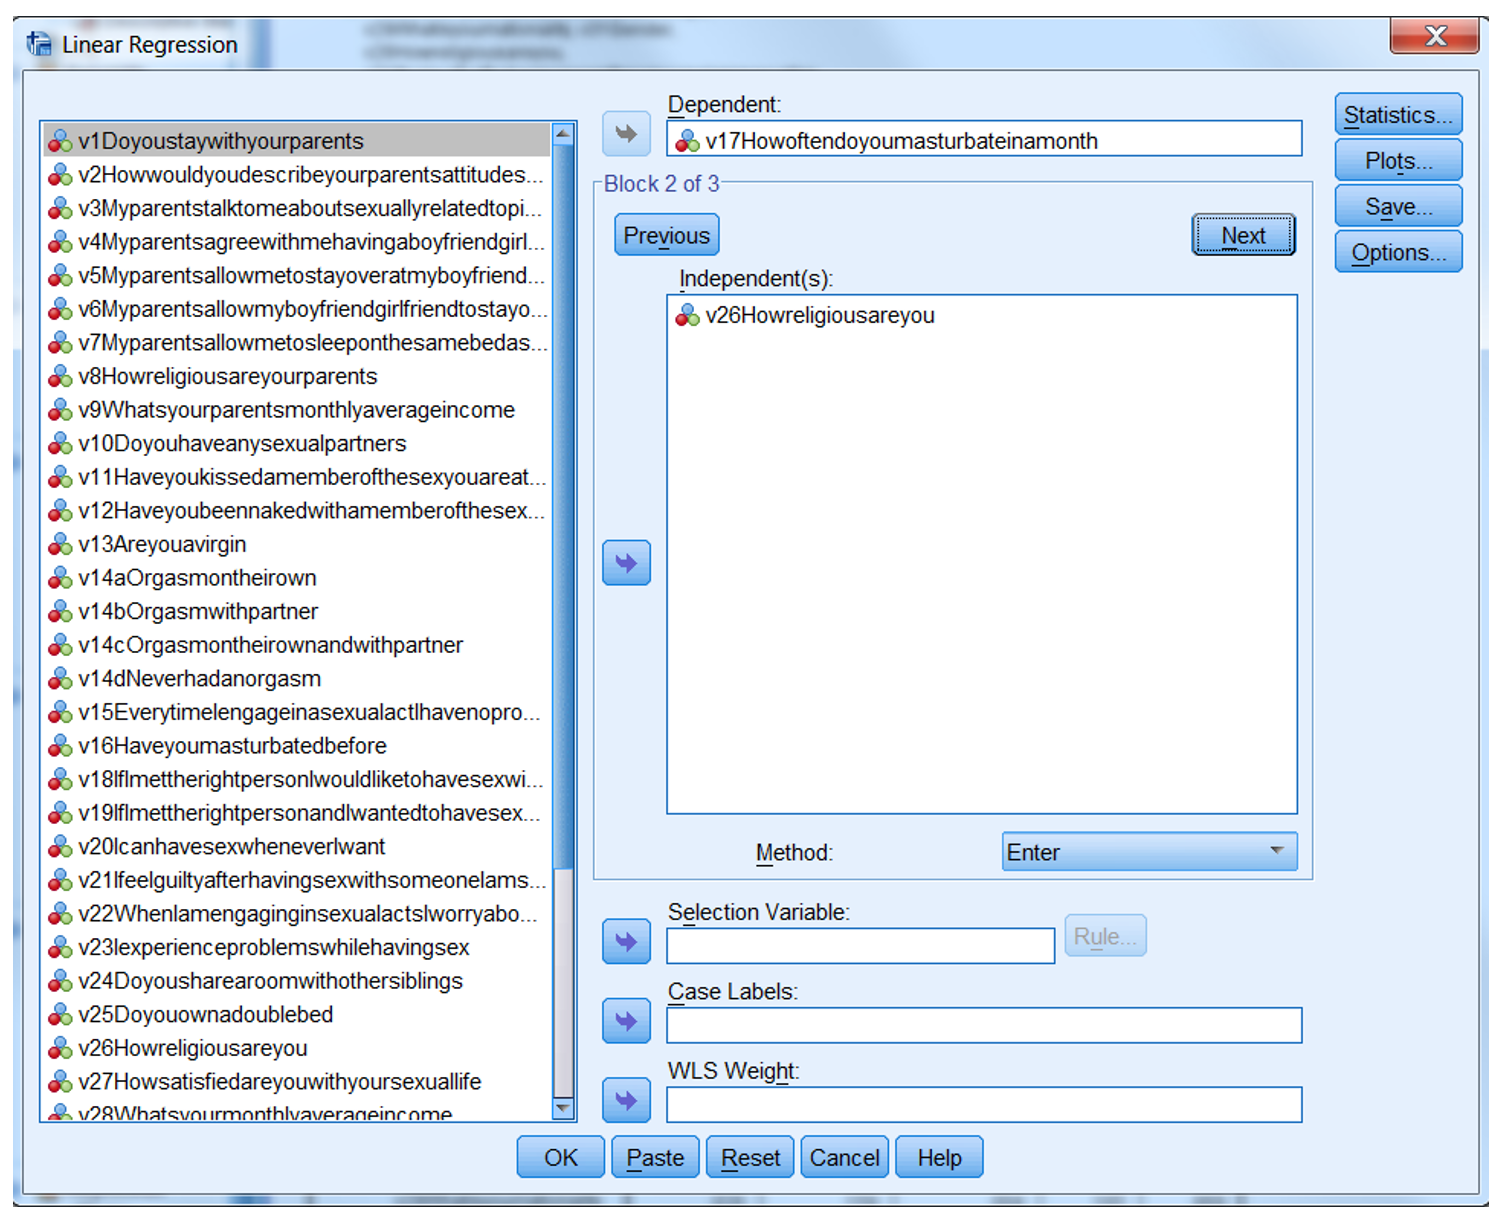 Linear Regression
v1Doyoustaywithyourparents
v2Howwouldyoudescribeyourparentsattitudes...
v3Myparentstalktomeaboutsexuallyrelatedtopi...
v4Myparentsagreewithmehavingaboyfriendgirl...
v5Myparentsallowmetostayoveratmyboyfriend...
v6Myparentsallowmyboyfriendgirlfriendtostayo...
v7Myparentsallowmetosleeponthesamebedas...
v8Howreligiousareyourparents
v9Whatsyourparentsmonthlyaverageincome
v10Doyouhaveanysexualpartners
v11Haveyoukissedamemberofthesexyouareat...
v12Haveyoubeennakedwithamemberofthesex...
v13Areyouavirgin
v14aOrgasmontheirown
v14bOrgasmwithpartner
v14cOrgasmontheirownandwithpartner
v14dNeverhadanorgasm
v15EverytimeIengageinasexualactIhavenopro...
v16Haveyoumasturbatedbefore
v18IfImettherightpersonIwouldliketohavesexwi...
v19IfImettherightpersonandIwantedtohavesex...
v20IcanhavesexwheneverIwant
v21IfeelguiltyafterhavingsexwithsomeoneIams...
v22WhenIamengaginginsexualactsIworryabo...
v23Iexperienceproblemswhilehavingsex
v24Doyousharearoomwithothersiblings
v25Doyouownadoublebed
v26Howreligiousareyou
v27Howsatisfiedareyouwithyoursexuallife
v28Whatsyourmonthlyaverageincome
Dependent:
v17Howoftendoyoumasturbateinamonth
Block 2 of 3
Previous
Next
Independent(s):
v26Howreligiousareyou
Method:
Enter
Selection Variable:
Rule...
Case Labels:
WLS Weight:
Statistics...
Plots...
Save...
Options...
OK
Paste
Reset
Cancel
Help